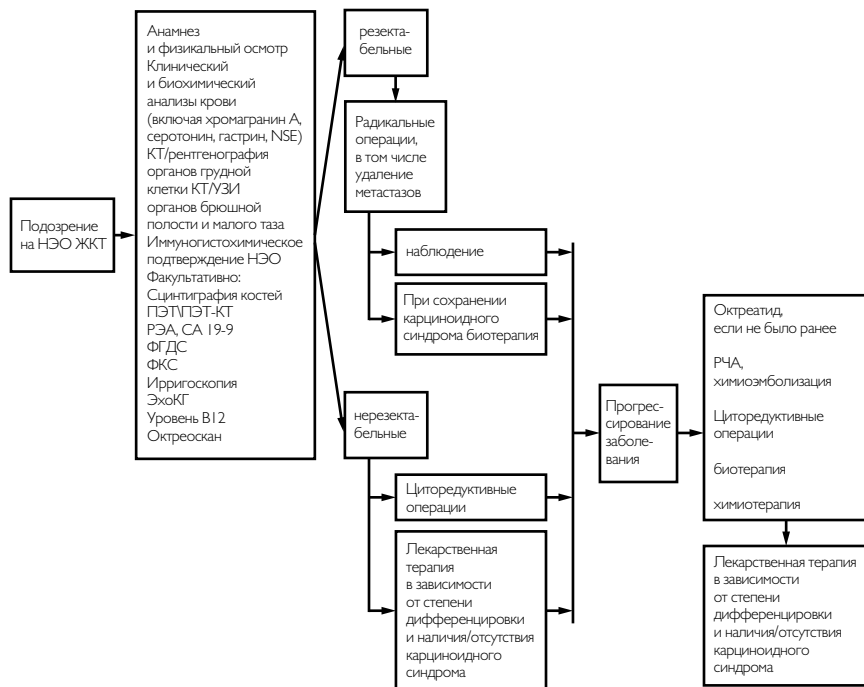 Подозрение
на НЭО ЖКТ
Анамнез
и физикальный осмотр
Клинический
и биохимический
анализы крови
(включая хромагранин А,
серотонин, гастрин, NSE)
КТ/рентгенография
органов грудной
клетки КТ/УЗИ
органов брюшной
полости и малого таза
Иммуногистохимическое
подтверждение НЭО
Факультативно:
Сцинтиграфия костей
ПЭТ\ПЭТ-КТ
РЭА, СА 19-9
ФГДС
ФКС
Ирригоскопия
ЭхоКГ
Уровень В12
Октреоскан
резекта-
бельные
Радикальные
операции,
в том числе
удаление
метастазов
наблюдение
При сохранении
карциноидного
синдрома биотерапия
нерезекта-
бельные
Циторедуктивные
операции
Лекарственная
терапия
в зависимости
от степени
дифференцировки
и наличия/отсутствия
карциноидного
синдрома
Прогрес-
сирование
заболе-
вания
Октреатид,
если не было ранее
РЧА,
химиоэмболизация
Циторедуктивные
операции
биотерапия
химиотерапия
Лекарственная терапия
в зависимости
от степени
дифференцировки
и наличия/отсутствия
карциноидного
синдрома